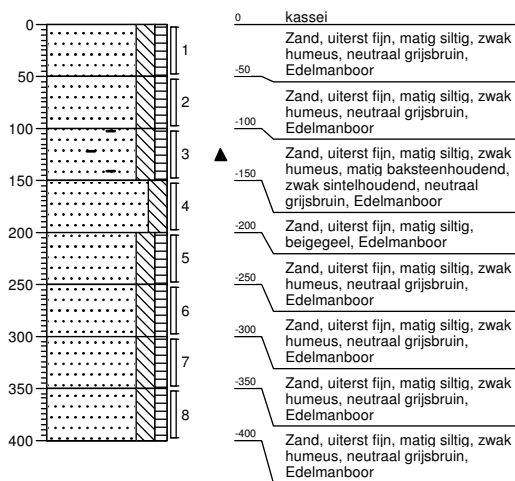 0
50
100
150
200
250
300
350
400
1
2
3
4
5
6
7
8
0 kassei
Zand, uiterst fijn, matig siltig, zwak
humeus, neutraal grijsbruin,
Edelmanboor
-50
Zand, uiterst fijn, matig siltig, zwak
humeus, neutraal grijsbruin,
Edelmanboor
-100
Zand, uiterst fijn, matig siltig, zwak
humeus, matig baksteenhoudend,
zwak sintelhoudend, neutraal
grijsbruin, Edelmanboor
-150
-200
Zand, uiterst fijn, matig siltig,
beigegeel, Edelmanboor
-250
Zand, uiterst fijn, matig siltig, zwak
humeus, neutraal grijsbruin,
Edelmanboor
-300
Zand, uiterst fijn, matig siltig, zwak
humeus, neutraal grijsbruin,
Edelmanboor
-350
Zand, uiterst fijn, matig siltig, zwak
humeus, neutraal grijsbruin,
Edelmanboor
-400
Zand, uiterst fijn, matig siltig, zwak
humeus, neutraal grijsbruin,
Edelmanboor